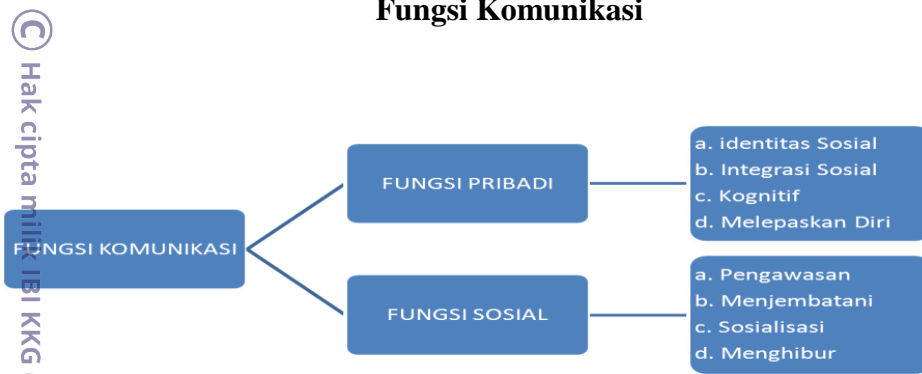 Fungsi Komunikasi
© Hak cipta milik IBI KKG
FUNGSI KOMUNIKASI
FUNGSI PRIBADI
a. identitas Sosial
b. Integrasi Sosial
c. Kognitif
d. Melepaskan Diri
FUNGSI SOSIAL
a. Pengawasan
b. Menjembatani
c. Sosialisasi
d. Menghibur